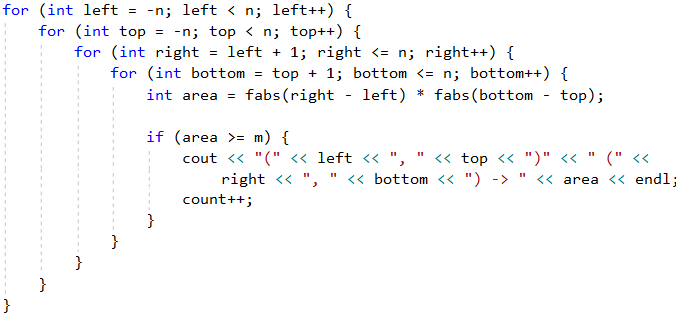 for (int left = -n; left < n; left++) {
    for (int top = -n; top < n; top++) {
        for (int right = left + 1; right <= n; right++) {
            for (int bottom = top + 1; bottom <= n; bottom++) {
                int area = fabs(right - left) * fabs(bottom - top);

                if (area >= m) {
                    cout << "(" << left << ", " << top << ")" << " (" <<
                        right << ", " << bottom << ") -> " << area << endl;
                    count++;
                }
            }
        }
    }
}